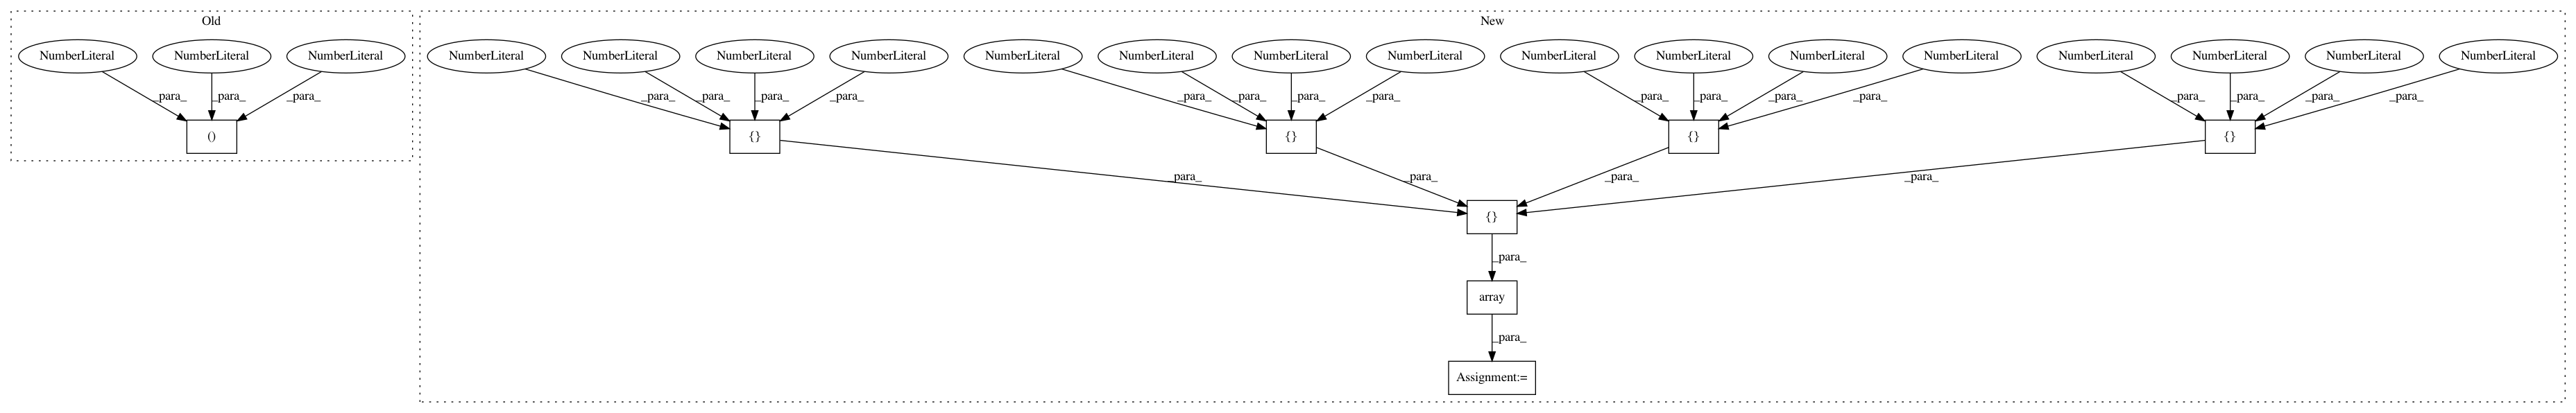 Old New
NumberLiteral NumberLiteral NumberLiteral NumberLiteral NumberLiteral NumberLiteral NumberLiteral NumberLiteral NumberLiteral NumberLiteral NumberLiteral NumberLiteral NumberLiteral NumberLiteral NumberLiteral NumberLiteral NumberLiteral NumberLiteral NumberLiteral
_para_ _para_ _para_ _para_ _para_ _para_ _para_ _para_ _para_ _para_ _para_ _para_ _para_ _para_ _para_ _para_ _para_ _para_ _para_
() {} {} {} {}
_para_ _para_ _para_ _para_
{}
_para_
array
_para_
Assignment:=